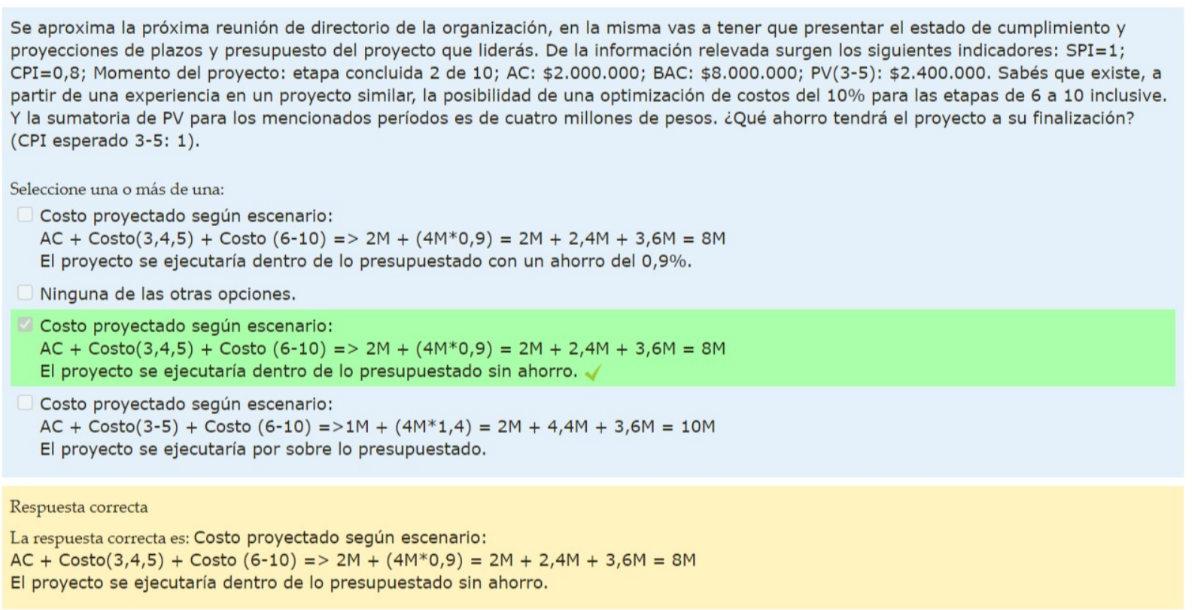 Se aproxima la próxima reunión de directorio de la organización, en la misma vas a tener que presentar el estado de cumplimiento y
proyecciones de plazos y presupuesto del proyecto que liderás. De la información relevada surgen los siguientes indicadores: SPI=1;
CPI=0,8; Momento del proyecto: etapa concluida 2 de 10; AC: $2.000.000; BAC: $8.000.000; PV(3-5): $2.400.000. Sabés que existe, a
partir de una experiencia en un proyecto similar, la posibilidad de una optimización de costos del 10% para las etapas de 6 a 10 inclusive.
Y la sumatoria de PV para los mencionados períodos es de cuatro millones de pesos. ¿Qué ahorro tendrá el proyecto a su finalización?
(CPI esperado 3-5: 1).
Seleccione una o más de una:
Costo proyectado según escenario:
AC + Costo(3,4,5) + Costo (6-10) => 2M + (4M*0,9) = 2M + 2,4M + 3,6M = 8M
El proyecto se ejecutaría dentro de lo presupuestado con un ahorro del 0,9%.
Ninguna de las otras opciones.
Costo proyectado según escenario:
AC + Costo(3,4,5) + Costo (6-10) => 2M + (4M*0,9) = 2M + 2,4M + 3,6M = 8M
El proyecto se ejecutaría dentro de lo presupuestado sin ahorro.
Costo proyectado según escenario:
AC + Costo(3-5) + Costo (6-10) =>1M + (4M*1,4) = 2M + 4,4M + 3,6M = 10M
El proyecto se ejecutaría por sobre lo presupuestado.
Respuesta correcta
La respuesta correcta es: Costo proyectado según escenario:
AC + Costo(3,4,5) + Costo (6-10) => 2M + (4M*0,9) = 2M + 2,4M + 3,6M = 8M
El proyecto se ejecutaría dentro de lo presupuestado sin ahorro.